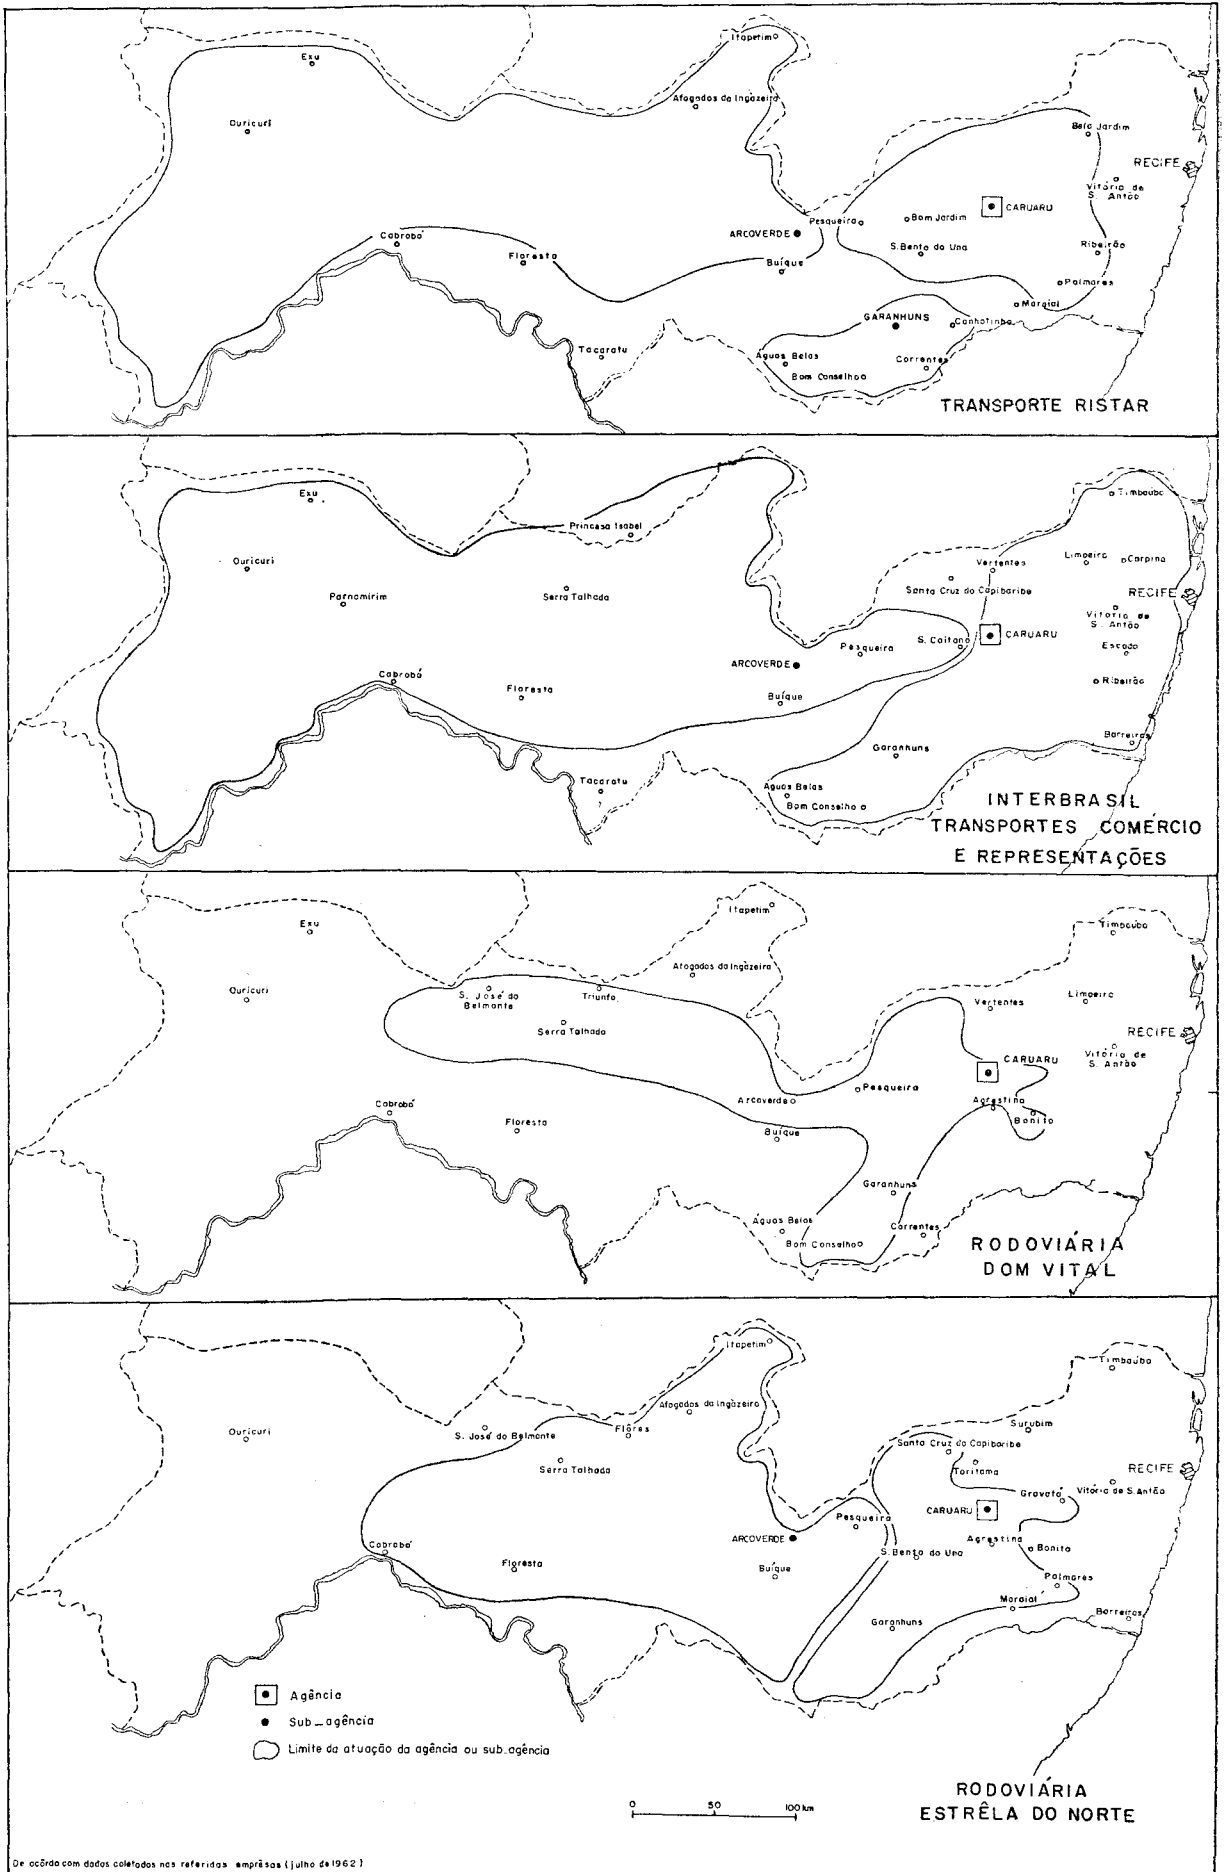 Itapetim
Exu
Afogados da Ingàzeira
Ouricuri
Belo Jardim
RECIFE
Vitória de
S. Antão
CARUARU
Bom Jardim
Pesqueira
ARCOVERDE
Cabrobó
S. Bento do Una
Ribeirão
Floresta
Buíque
Palmares
Maraial
GARANHUNS
Canhotinho
Tacaratu
Águas Belas
Correntes
Bom Conselho
TRANSPORTE RISTAR
Exu
Timbauba
Princesa Isabel
Ouricuri
Vertentes
Limoeiro
Carpina
Parnamirim
Serra Talhada
Santa Cruz do Capibaribe
RECIFE
Vitória de
S. Antão
CARUARU
S. Caitano
Pesqueira
Escada
ARCOVERDE
Cabrobó
Floresta
Buíque
Ribeirão
Barreiros
Garanhuns
Tacaratu
Águas Belas
Bom Conselho
INTERBRASIL
TRANSPORTES COMÉRCIO
E REPRESENTAÇÕES
Itapetim
Exu
Timbaúba
Afogados da Ingàzeira
Ouricuri
S. José do
Belmonte
Triunfo
Vertentes
Limoeiro
Serra Talhada
RECIFE
Vitória de
S. Antão
CARUARU
Pesqueira
Arcoverde
Agrestina
Cabrobó
Bonito
Floresta
Buíque
Garanhuns
Águas Belas
Correntes
Bom Conselho
RODOVIÁRIA
DOM VITAL
Itapetim
Timbaúba
Afogados da Ingàzeira
Surubim
Ouricuri
S. José do Belmonte
Flôres
Santa Cruz do Capibaribe
Serra Talhada
Toritama
RECIFE
Gravatá
Vitória de S. Antão
CARUARU
Pesqueira
ARCOVERDE
Agrestina
Cabrobó
S. Bento do Una
Bonito
Floresta
Buíque
Palmares
Maraial
Garanhuns
Barreiros
Agência
Sub-agência
Limite da atuação da agência ou sub-agência
0 50 100 km
RODOVIÁRIA
ESTRÊLA DO NORTE
De acôrdo com dados coletados nas referidas emprêsas (julho de 1962)